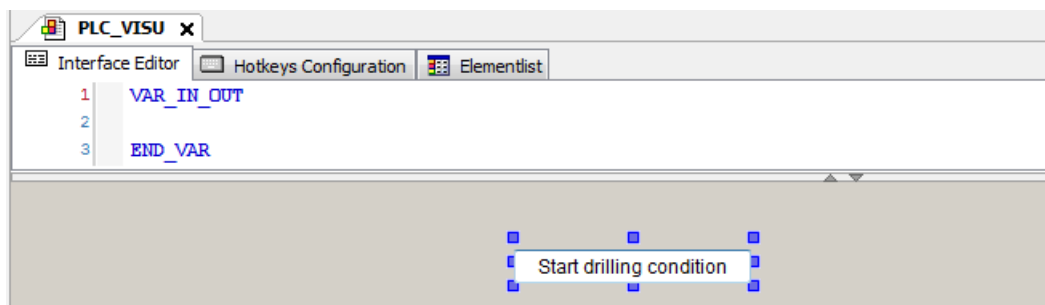 PLC_VISU x
Interface Editor Hotkeys Configuration Elementlist
1 VAR_IN_OUT
2
3 END_VAR
Start drilling condition